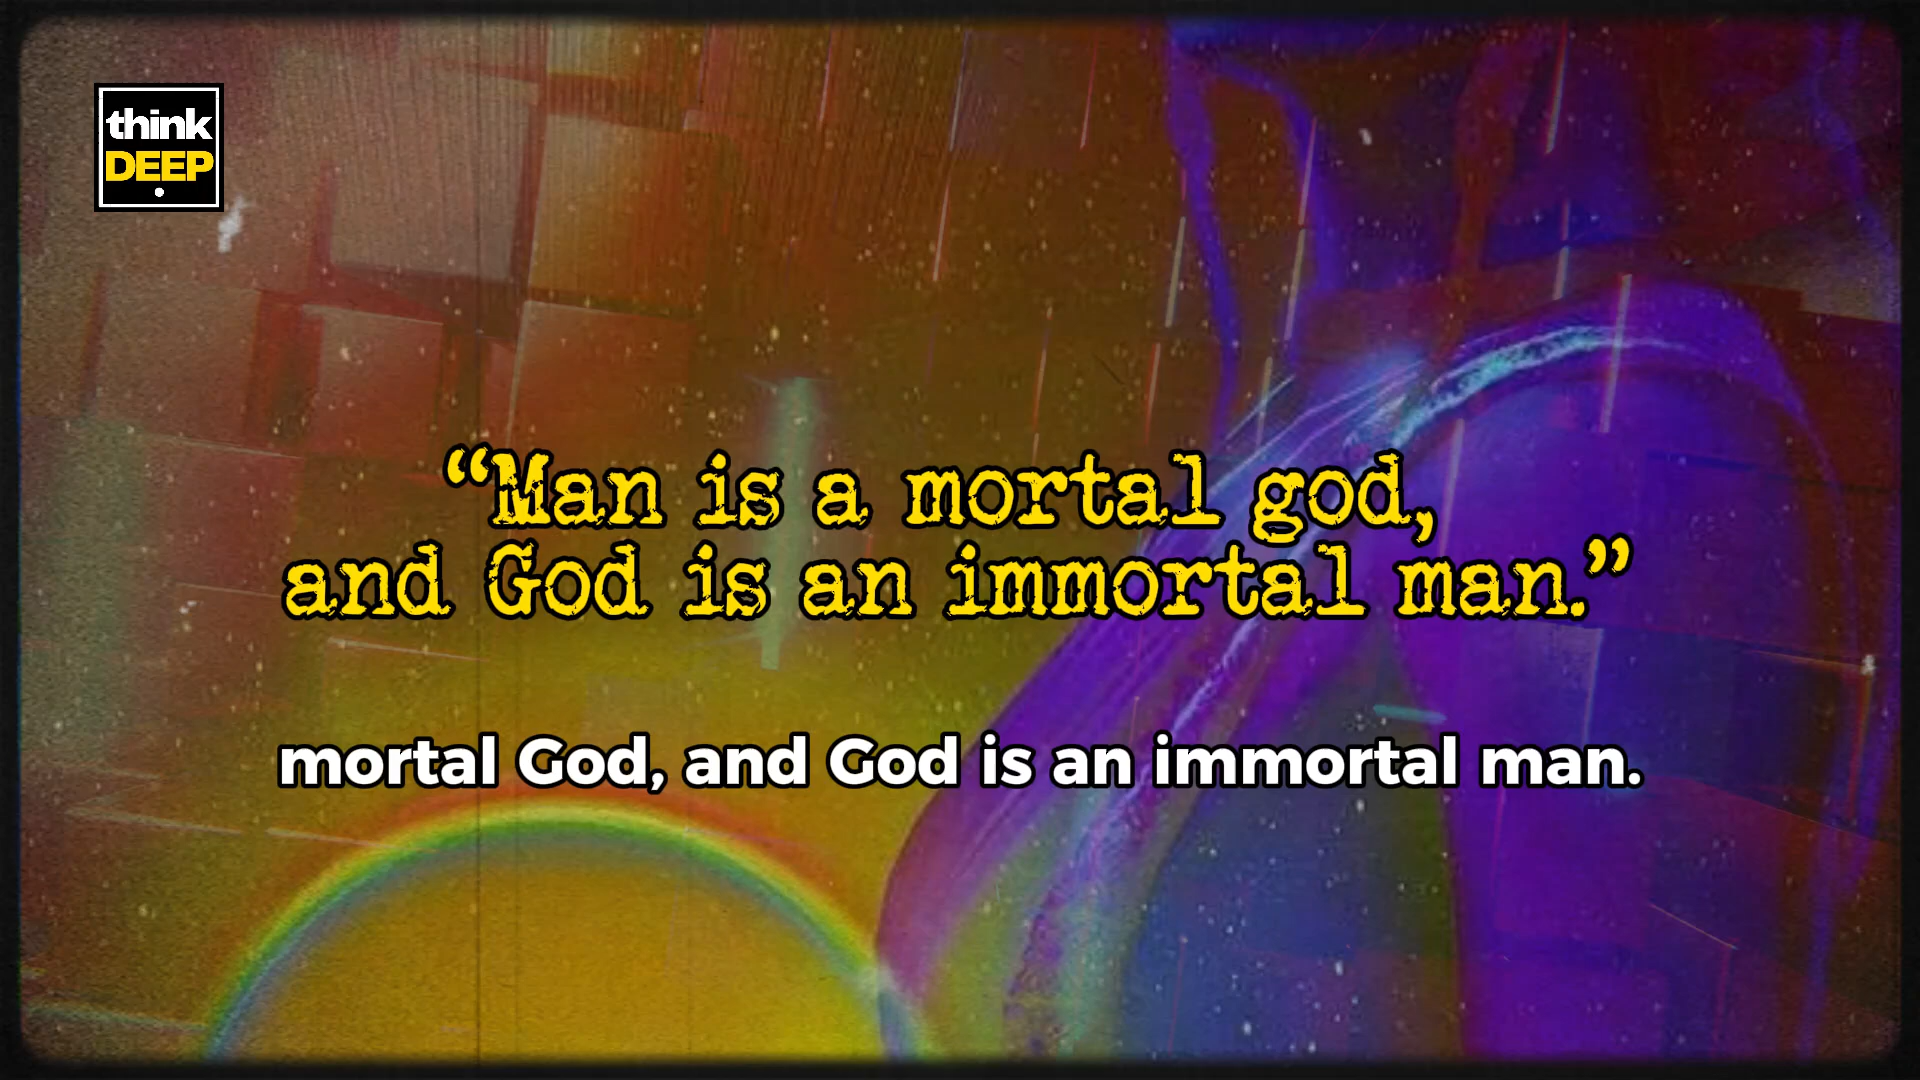 think
DEEP
“Man is a mortal god,
and God is an immortal man.”
mortal God, and God is an immortal man.